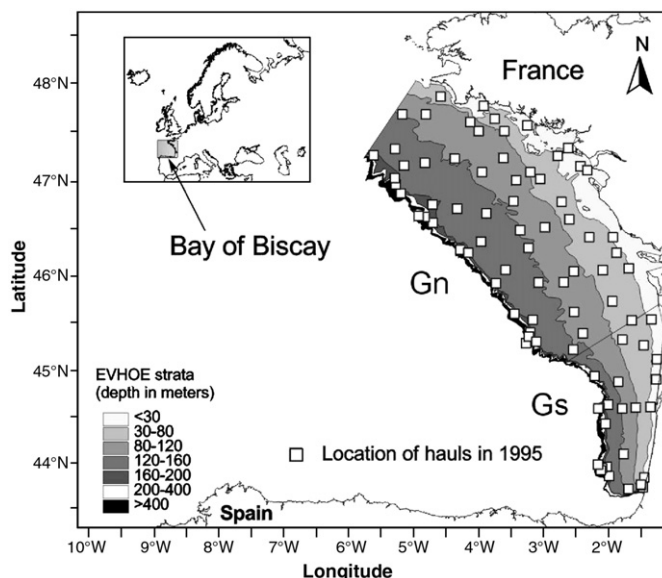 N
France
48°N
47°N
46°N
45°N
44°N
Latitude
Bay of Biscay
Gn
Gs
EVHOE strata
(depth in meters)
<30
30-80
80-120
120-160
160-200
200-400
>400
Location of hauls in 1995
Spain
10°W 9°W 8°W 7°W 6°W 5°W 4°W 3°W 2°W
Longitude